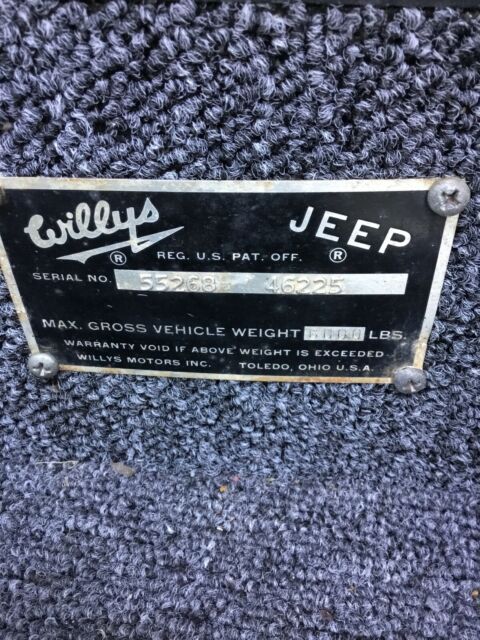 Willys JEEP
® REG. U.S. PAT. OFF. ®
SERIAL NO. 55268 46225
MAX. GROSS VEHICLE WEIGHT 6000 LBS.
WARRANTY VOID IF ABOVE WEIGHT IS EXCEEDED
WILLYS MOTORS INC. TOLEDO, OHIO U.S.A.